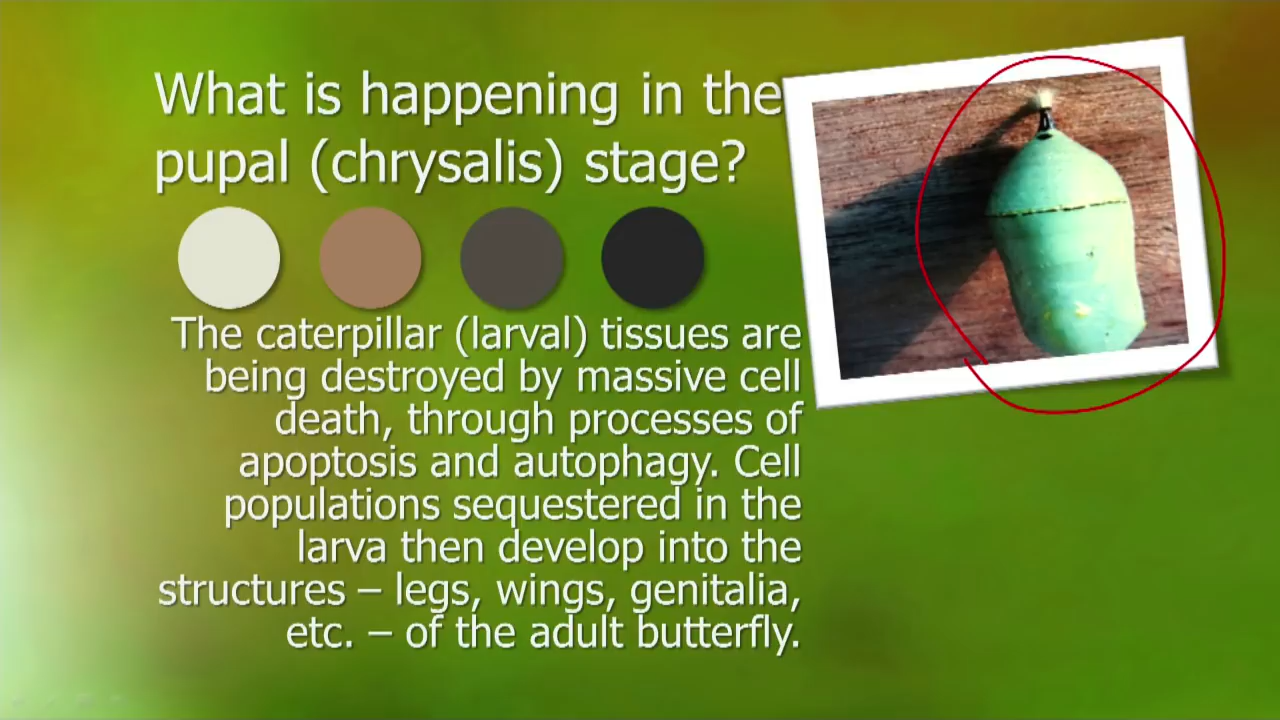 What is happening in the
pupal (chrysalis) stage?
The caterpillar (larval) tissues are
being destroyed by massive cell
death, through processes of
apoptosis and autophagy. Cell
populations sequestered in the
larva then develop into the
structures – legs, wings, genitalia,
etc. – of the adult butterfly.